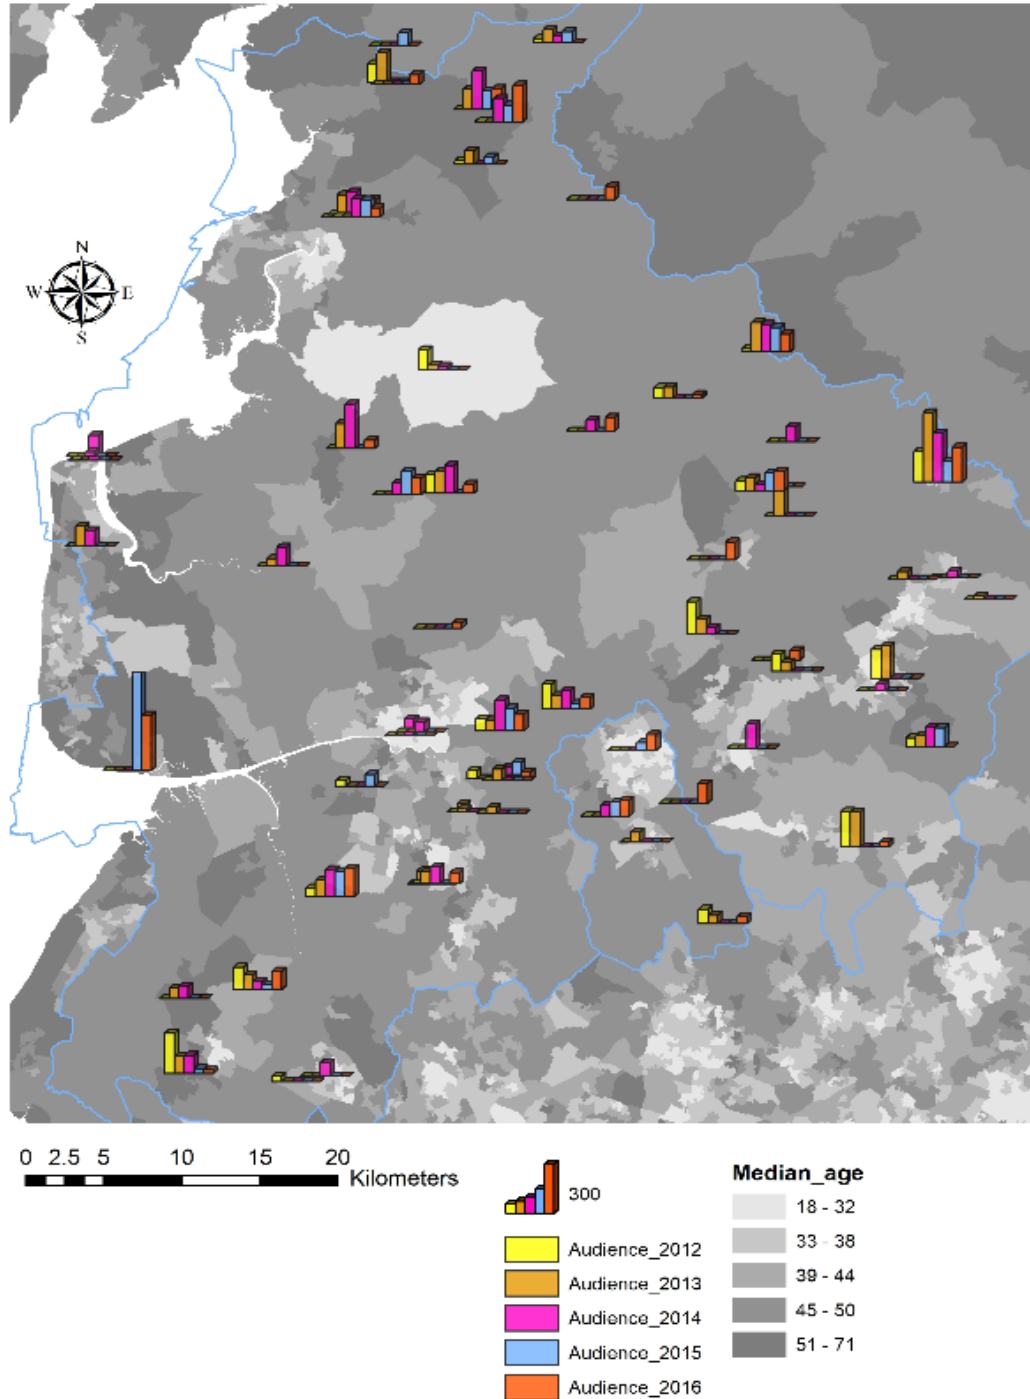 N
W E
S
0 2.5 5 10 15 20
Kilometers
300
Audience_2012
Audience_2013
Audience_2014
Audience_2015
Audience_2016
Median_age
18 - 32
33 - 38
39 - 44
45 - 50
51 - 71